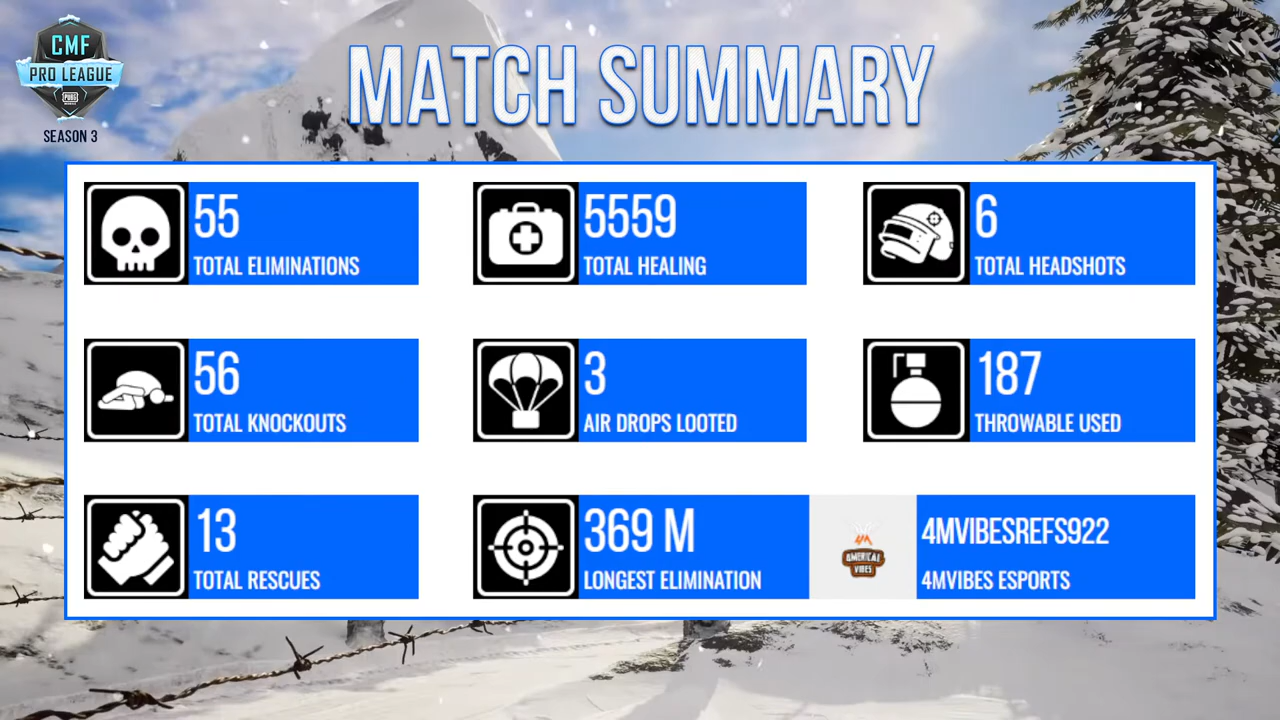 CMF
PRO LEAGUE
PUBG
SEASON 3
MATCH SUMMARY
55
TOTAL ELIMINATIONS
5559
TOTAL HEALING
6
TOTAL HEADSHOTS
56
TOTAL KNOCKOUTS
3
AIR DROPS LOOTED
187
THROWABLE USED
13
TOTAL RESCUES
369 M
LONGEST ELIMINATION
4MVIBESREFS922
4MVIBES ESPORTS